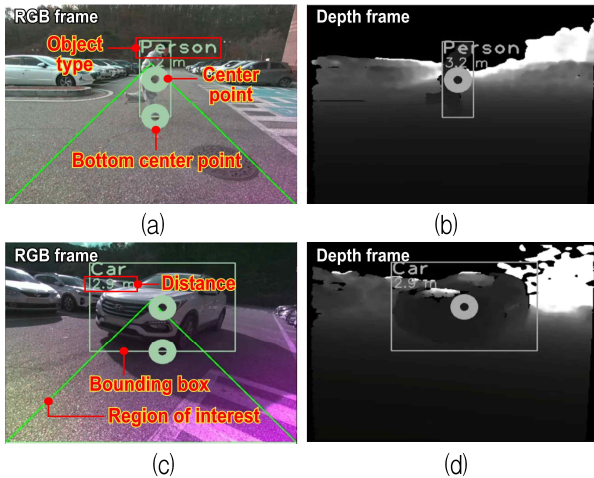 RGB frame
Object
type
Person
m
Center
point
Bottom center point
(a)
Depth frame
Person
3.2 m
(b)
RGB frame
Car
2.9 m
Distance
Bounding box
Region of interest
(c)
Depth frame
Car
2.9 m
(d)